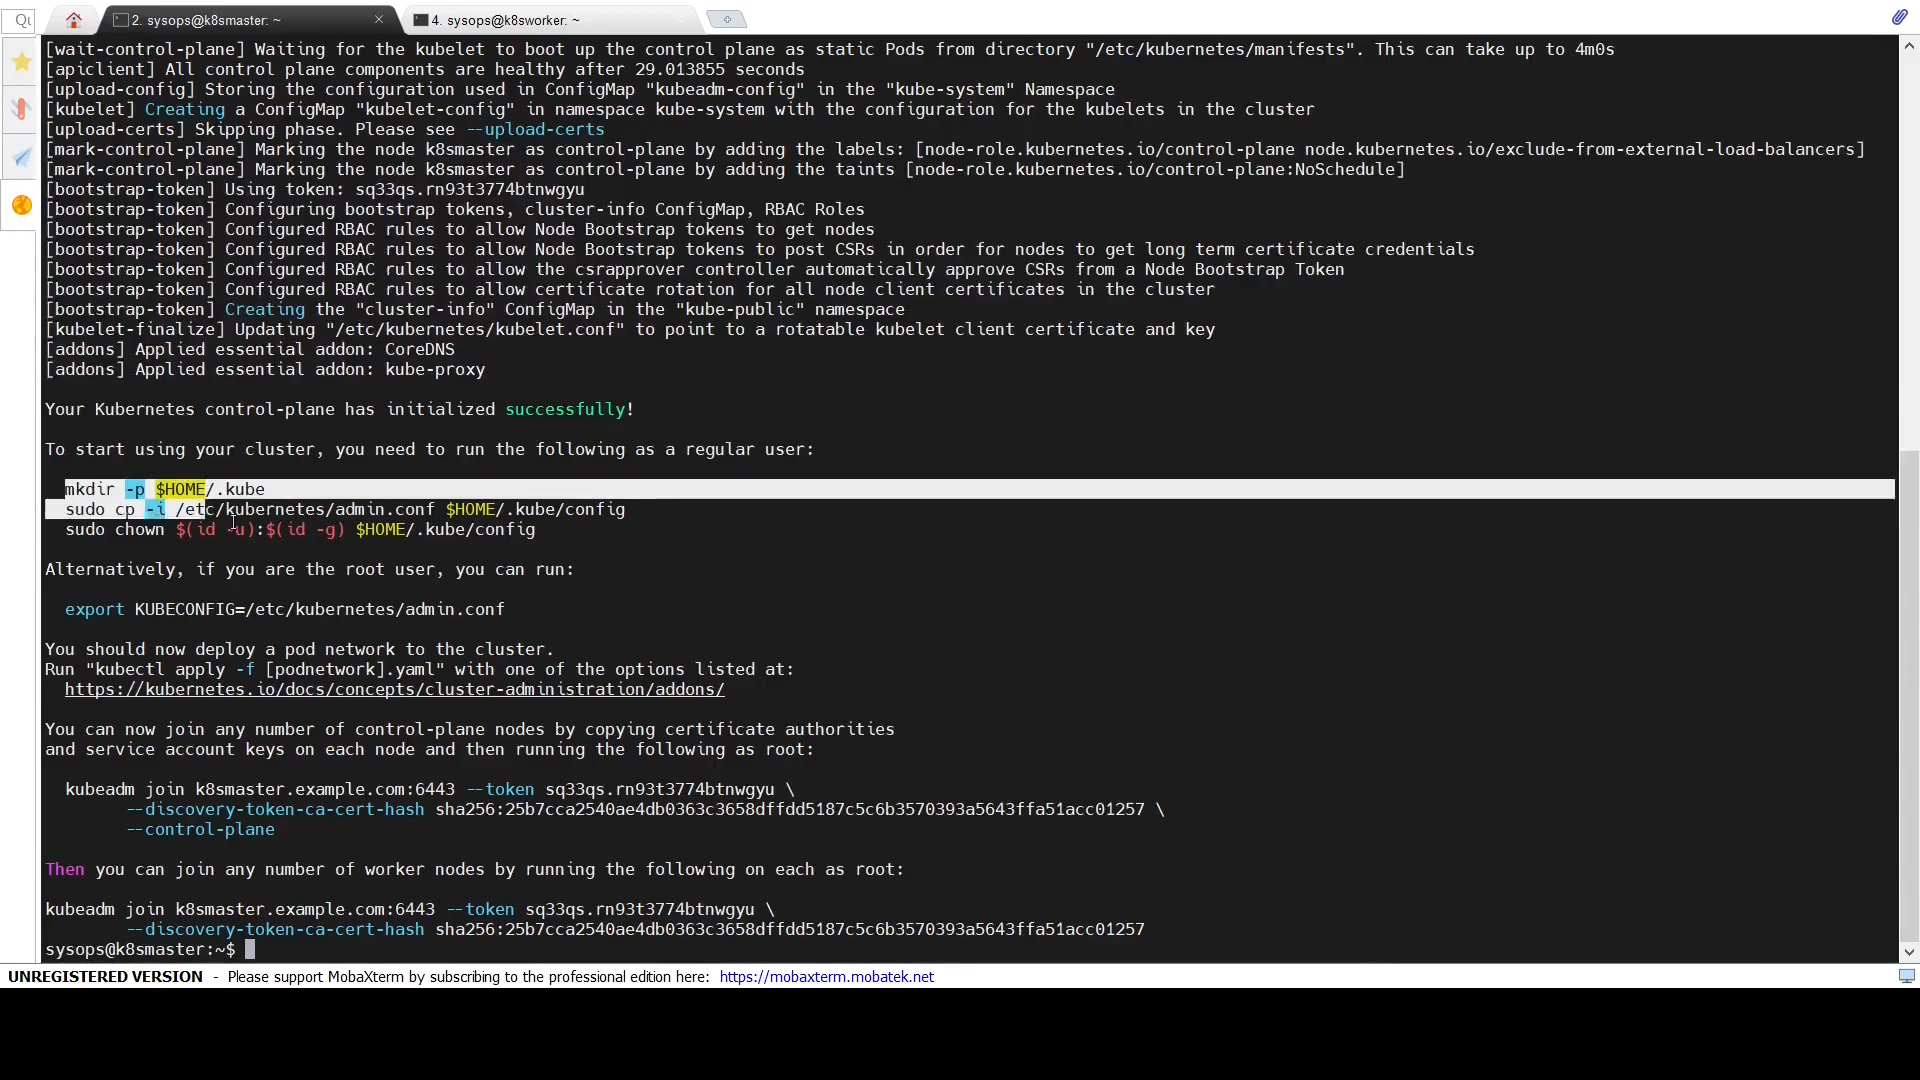 Qu
2. sysops@k8smaster: ~
4. sysops@k8sworker: ~
[wait-control-plane] Waiting for the kubelet to boot up the control plane as static Pods from directory "/etc/kubernetes/manifests". This can take up to 4m0s
[apiclient] All control plane components are healthy after 29.013855 seconds
[upload-config] Storing the configuration used in ConfigMap "kubeadm-config" in the "kube-system" Namespace
[kubelet] Creating a ConfigMap "kubelet-config" in namespace kube-system with the configuration for the kubelets in the cluster
[upload-certs] Skipping phase. Please see --upload-certs
[mark-control-plane] Marking the node k8smaster as control-plane by adding the labels: [node-role.kubernetes.io/control-plane node.kubernetes.io/exclude-from-external-load-balancers]
[mark-control-plane] Marking the node k8smaster as control-plane by adding the taints [node-role.kubernetes.io/control-plane:NoSchedule]
[bootstrap-token] Using token: sq33qs.rn93t3774btnwgyu
[bootstrap-token] Configuring bootstrap tokens, cluster-info ConfigMap, RBAC Roles
[bootstrap-token] Configured RBAC rules to allow Node Bootstrap tokens to get nodes
[bootstrap-token] Configured RBAC rules to allow Node Bootstrap tokens to post CSRs in order for nodes to get long term certificate credentials
[bootstrap-token] Configured RBAC rules to allow the csrapprover controller automatically approve CSRs from a Node Bootstrap Token
[bootstrap-token] Configured RBAC rules to allow certificate rotation for all node client certificates in the cluster
[bootstrap-token] Creating the "cluster-info" ConfigMap in the "kube-public" namespace
[kubelet-finalize] Updating "/etc/kubernetes/kubelet.conf" to point to a rotatable kubelet client certificate and key
[addons] Applied essential addon: CoreDNS
[addons] Applied essential addon: kube-proxy
Your Kubernetes control-plane has initialized successfully!
To start using your cluster, you need to run the following as a regular user:
mkdir -p $HOME/.kube
sudo cp -i /etc/kubernetes/admin.conf $HOME/.kube/config
sudo chown $(id -u):$(id -g) $HOME/.kube/config
Alternatively, if you are the root user, you can run:
export KUBECONFIG=/etc/kubernetes/admin.conf
You should now deploy a pod network to the cluster.
Run "kubectl apply -f [podnetwork].yaml" with one of the options listed at:
https://kubernetes.io/docs/concepts/cluster-administration/addons/
You can now join any number of control-plane nodes by copying certificate authorities
and service account keys on each node and then running the following as root:
kubeadm join k8smaster.example.com:6443 --token sq33qs.rn93t3774btnwgyu \
--discovery-token-ca-cert-hash sha256:25b7cca2540ae4db0363c3658dffdd5187c5c6b3570393a5643ffa51acc01257 \
--control-plane
Then you can join any number of worker nodes by running the following on each as root:
kubeadm join k8smaster.example.com:6443 --token sq33qs.rn93t3774btnwgyu \
--discovery-token-ca-cert-hash sha256:25b7cca2540ae4db0363c3658dffdd5187c5c6b3570393a5643ffa51acc01257
sysops@k8smaster:~$
UNREGISTERED VERSION - Please support MobaXterm by subscribing to the professional edition here: https://mobaxterm.mobatek.net